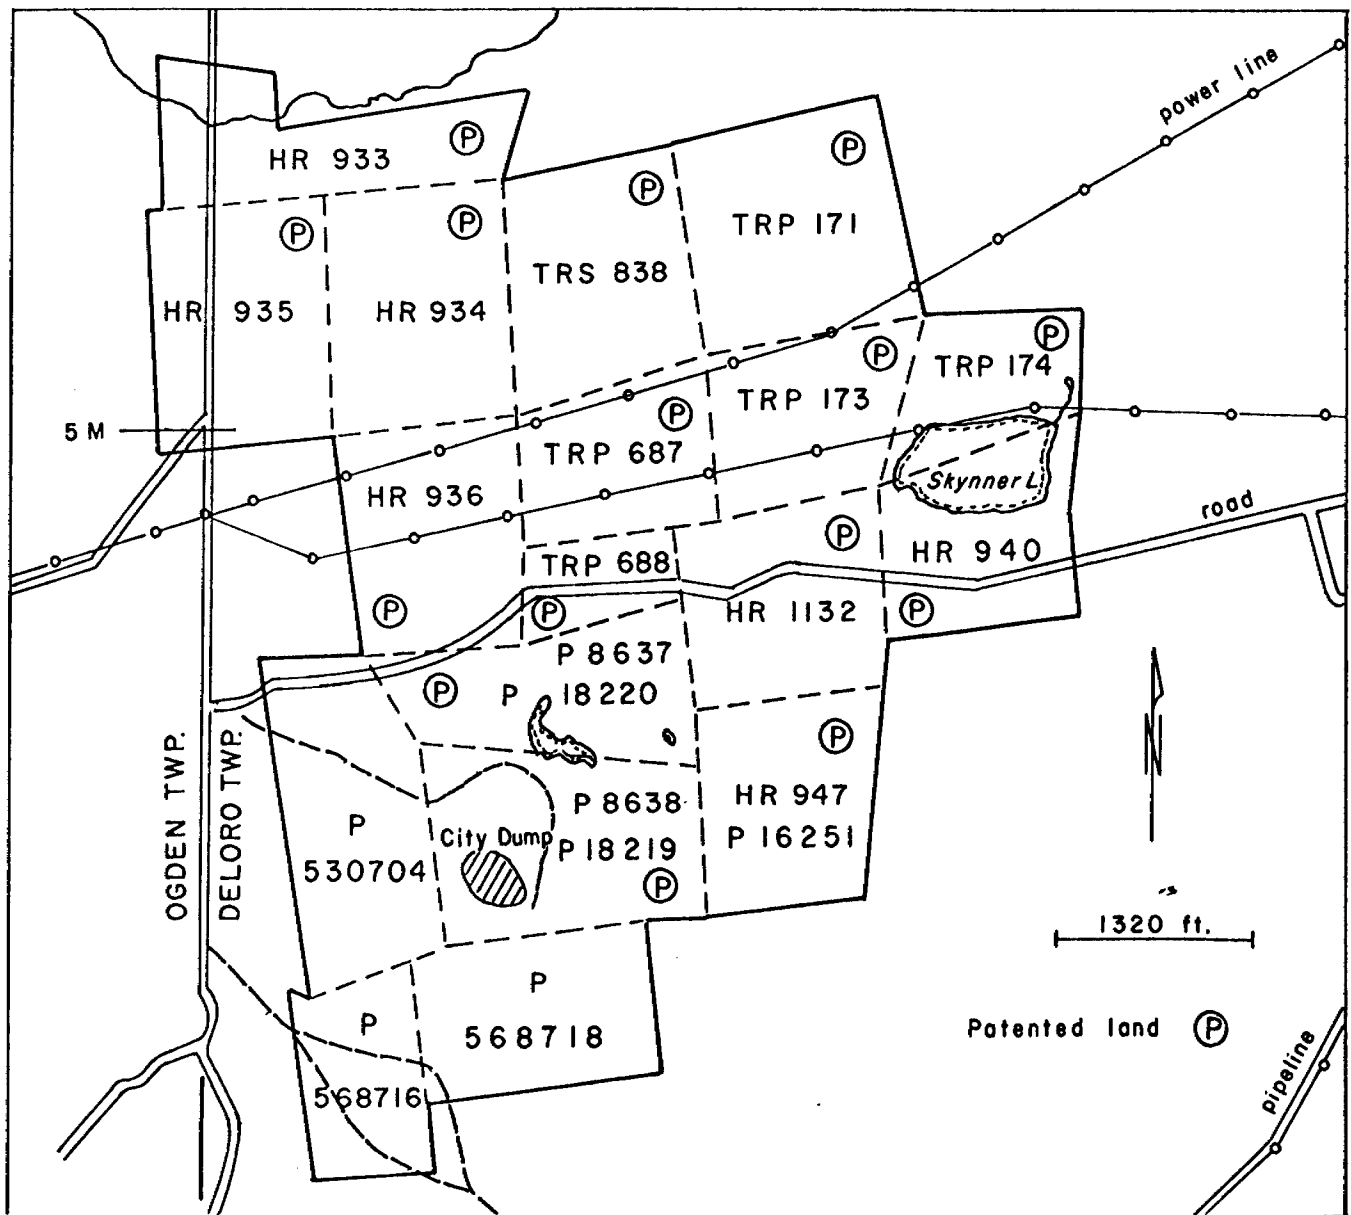 power line
HR 933
P
P
P
TRP 171
P
P
TRS 838
HR 935
HR 934
P
P
TRP 174
P
TRP 173
5 M
TRP 687
HR 936
Skynner L.
road
P
TRP 688
HR 940
P
P
HR 1132
P
P 8637
P
P 18220
P
OGDEN TWP.
DELORO TWP.
P 8638
HR 947
P
530704
City Dump
P 18219
P 16251
P
1320 ft.
P
568718
P
568716
Patented land P
pipeline
N